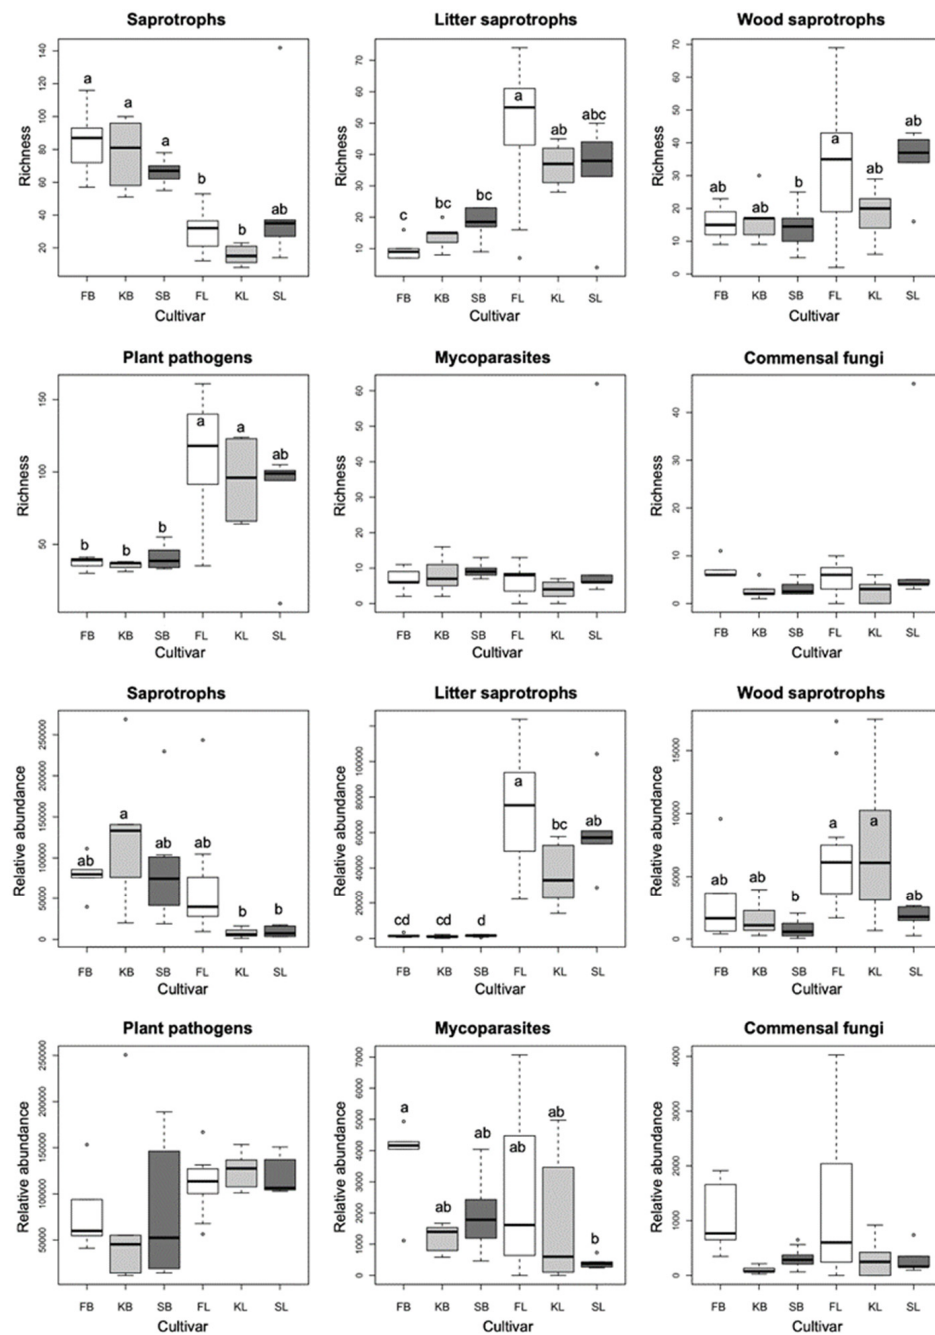 Saprotrophs
Richness
140
120
100
80
60
40
20
a
a
a
b
b
ab
FB KB SB FL KL SL
Cultivar
Litter saprotrophs
Richness
70
60
50
40
30
20
10
c
bc
bc
a
ab
abc
FB KB SB FL KL SL
Cultivar
Wood saprotrophs
Richness
70
60
50
40
30
20
10
0
ab
ab
b
a
ab
ab
FB KB SB FL KL SL
Cultivar
Plant pathogens
Richness
150
100
50
b
b
b
a
a
ab
FB KB SB FL KL SL
Cultivar
Mycoparasites
Richness
60
50
40
30
20
10
0
FB KB SB FL KL SL
Cultivar
Commensal fungi
Richness
40
30
20
10
0
FB KB SB FL KL SL
Cultivar
Saprotrophs
Relative abundance
250000
200000
150000
100000
50000
0
ab
a
ab
ab
b
b
FB KB SB FL KL SL
Cultivar
Litter saprotrophs
Relative abundance
100000
80000
60000
40000
20000
0
cd
cd
d
a
bc
ab
FB KB SB FL KL SL
Cultivar
Wood saprotrophs
Relative abundance
15000
10000
5000
0
ab
ab
b
a
a
ab
FB KB SB FL KL SL
Cultivar
Plant pathogens
Relative abundance
250000
200000
150000
100000
50000
FB KB SB FL KL SL
Cultivar
Mycoparasites
Relative abundance
7000
6000
5000
4000
3000
2000
1000
0
a
ab
ab
ab
ab
b
FB KB SB FL KL SL
Cultivar
Commensal fungi
Relative abundance
4000
3000
2000
1000
0
FB KB SB FL KL SL
Cultivar